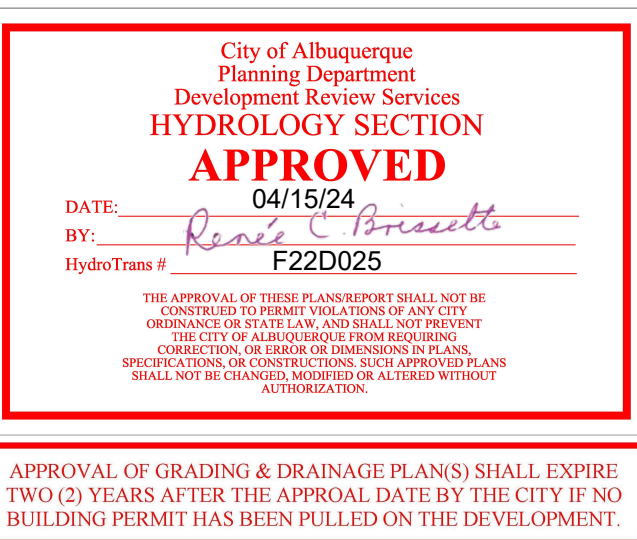 City of Albuquerque
Planning Department
Development Review Services
HYDROLOGY SECTION
APPROVED
DATE: 04/15/24
BY: Renée C. Brissette
HydroTrans # F22D025
THE APPROVAL OF THESE PLANS/REPORT SHALL NOT BE
CONSTRUED TO PERMIT VIOLATIONS OF ANY CITY
ORDINANCE OR STATE LAW, AND SHALL NOT PREVENT
THE CITY OF ALBUQUERQUE FROM REQUIRING
CORRECTION, OR ERROR OR DIMENSIONS IN PLANS,
SPECIFICATIONS, OR CONSTRUCTIONS. SUCH APPROVED PLANS
SHALL NOT BE CHANGED, MODIFIED OR ALTERED WITHOUT
AUTHORIZATION.
APPROVAL OF GRADING & DRAINAGE PLAN(S) SHALL EXPIRE
TWO (2) YEARS AFTER THE APPROAL DATE BY THE CITY IF NO
BUILDING PERMIT HAS BEEN PULLED ON THE DEVELOPMENT.